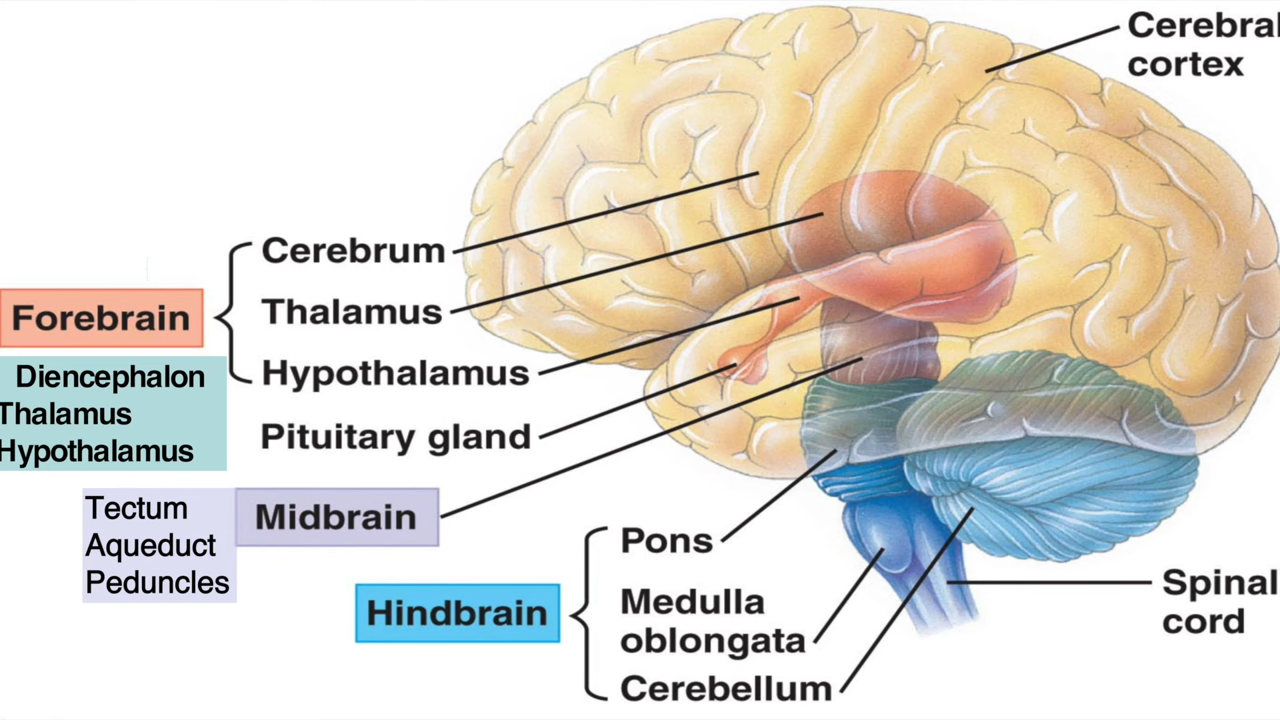 Cerebral
cortex
Cerebrum
Thalamus
Hypothalamus
Pituitary gland
Forebrain
Diencephalon
Thalamus
Hypothalamus
Midbrain
Tectum
Aqueduct
Peduncles
Hindbrain
Pons
Medulla
oblongata
Cerebellum
Spinal
cord